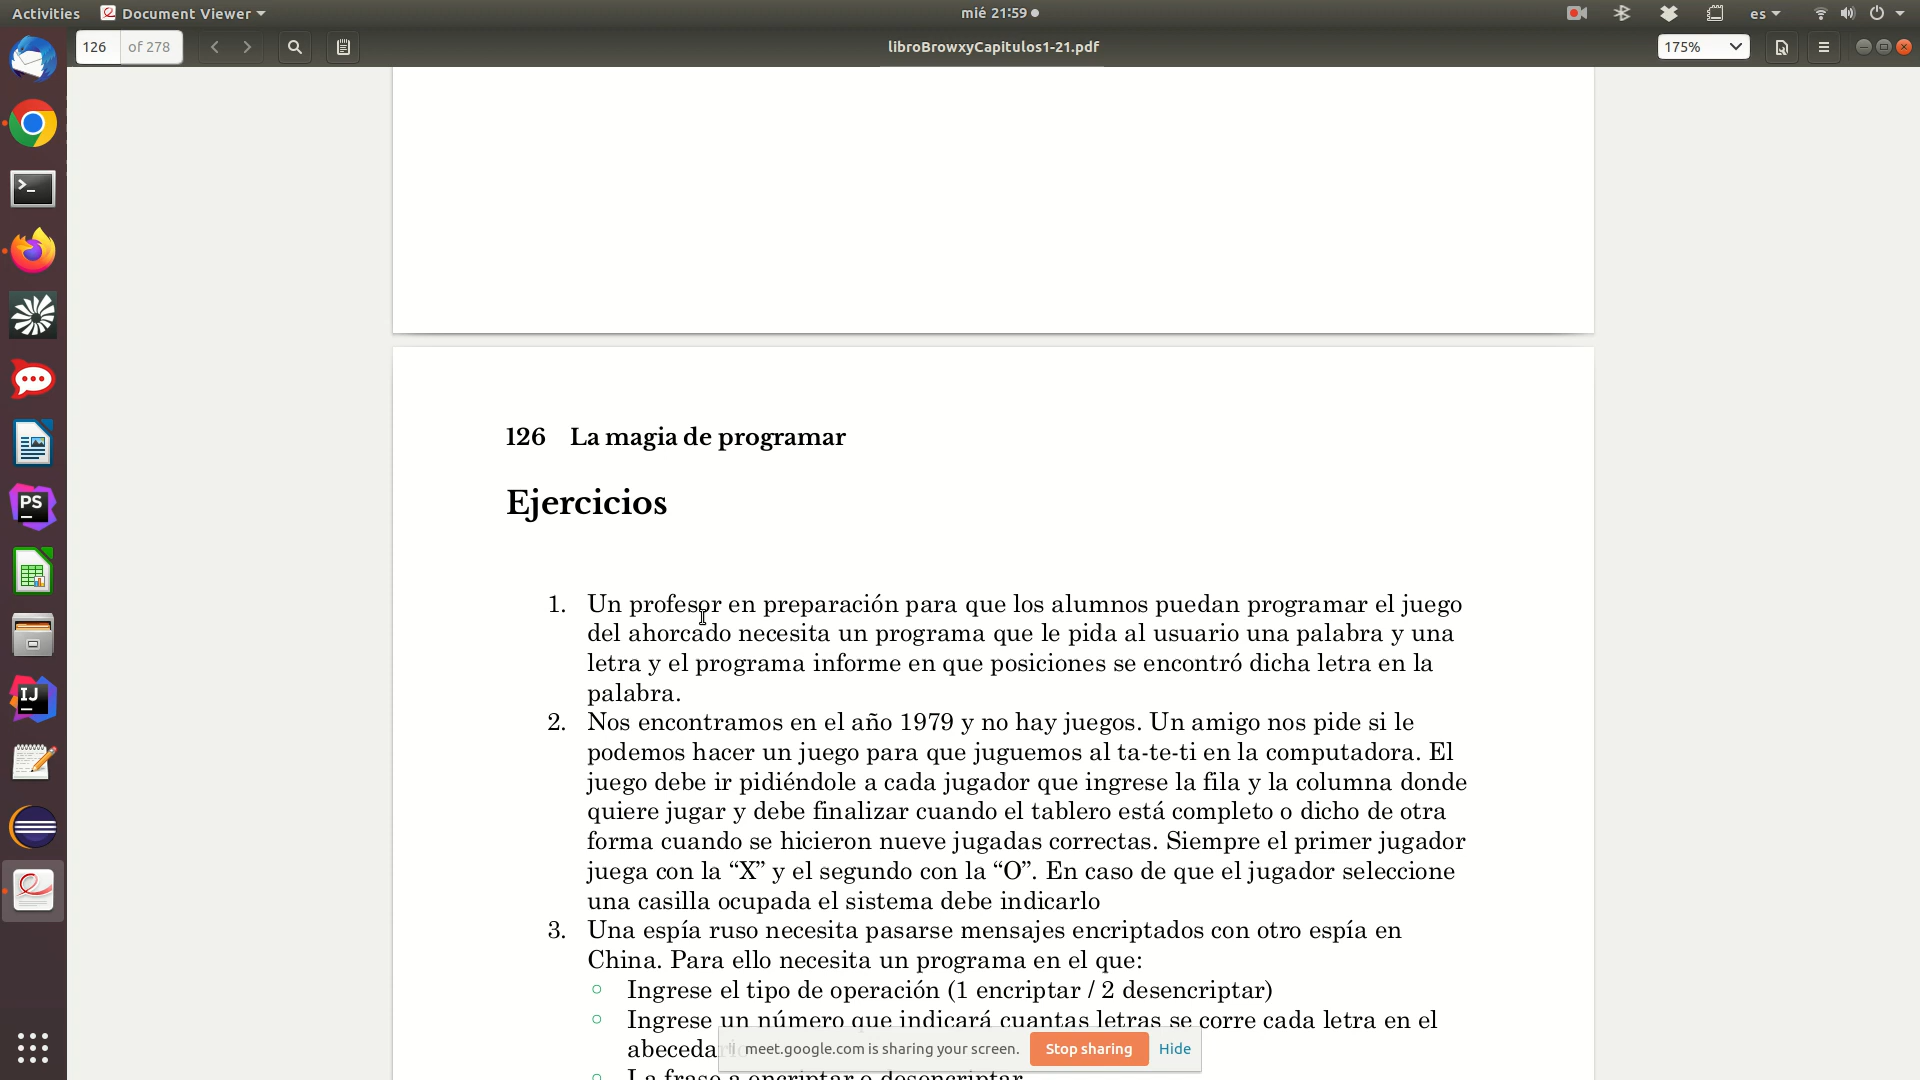 Activities Document Viewer mié 21:59 es
126 of 278 libroBrowxyCapitulos1-21.pdf 175%
126 La magia de programar
Ejercicios
1. Un profesor en preparación para que los alumnos puedan programar el juego
del ahorcado necesita un programa que le pida al usuario una palabra y una
letra y el programa informe en que posiciones se encontró dicha letra en la
palabra.
2. Nos encontramos en el año 1979 y no hay juegos. Un amigo nos pide si le
podemos hacer un juego para que juguemos al ta-te-ti en la computadora. El
juego debe ir pidiéndole a cada jugador que ingrese la fila y la columna donde
quiere jugar y debe finalizar cuando el tablero está completo o dicho de otra
forma cuando se hicieron nueve jugadas correctas. Siempre el primer jugador
juega con la “X” y el segundo con la “O”. En caso de que el jugador seleccione
una casilla ocupada el sistema debe indicarlo
3. Una espía ruso necesita pasarse mensajes encriptados con otro espía en
China. Para ello necesita un programa en el que:
Ingrese el tipo de operación (1 encriptar / 2 desencriptar)
Ingrese un número que indicará cuantas letras se corre cada letra en el
meet.google.com is sharing your screen. Stop sharing Hide
La frase a encriptar o desencriptar
PS
IJ